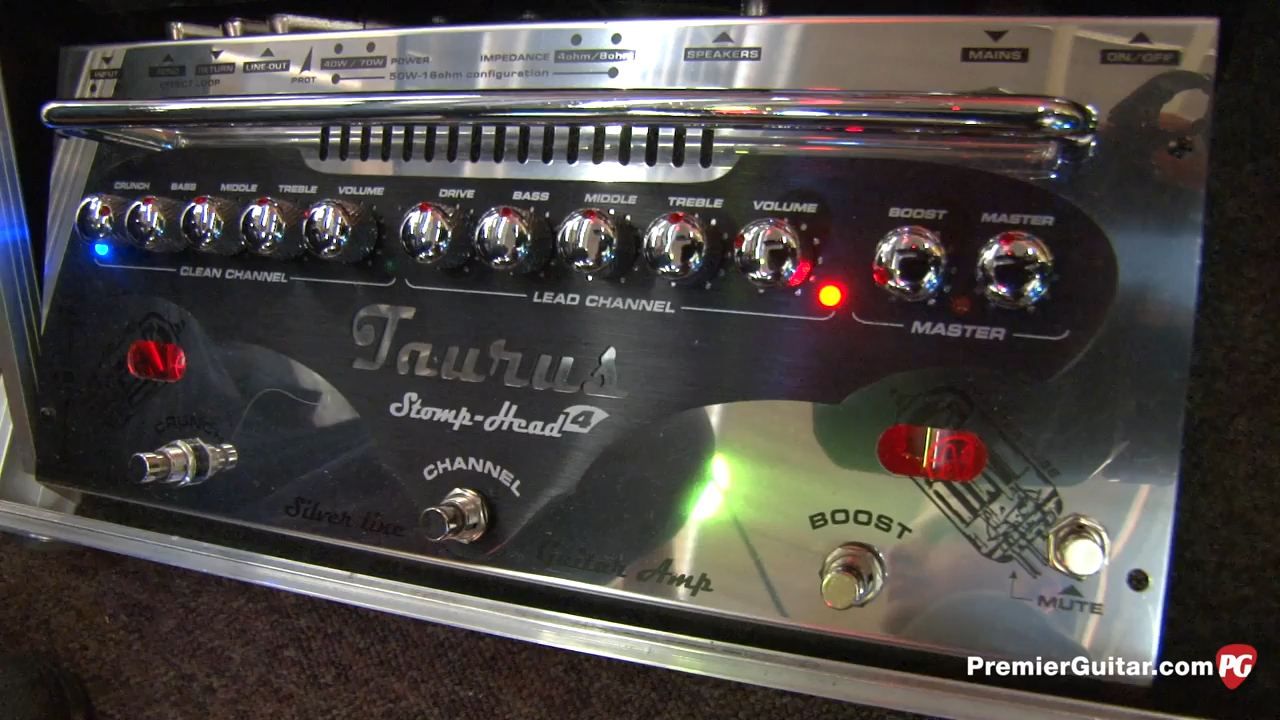 INPUT
SEND
RETURN
EFFECT LOOP
LINE-OUT
PROT
40W / 70W
POWER
50W-16ohm configuration
IMPEDANCE
4ohm/8ohm
SPEAKERS
MAINS
ON/OFF
CRUNCH BASS MIDDLE TREBLE VOLUME
DRIVE BASS MIDDLE TREBLE VOLUME
BOOST MASTER
CLEAN CHANNEL
LEAD CHANNEL
MASTER
Taurus
Stomp-Head 4
CRUNCH
CHANNEL
BOOST
MUTE
Silver line
Guitar Amp
PremierGuitar.com PG